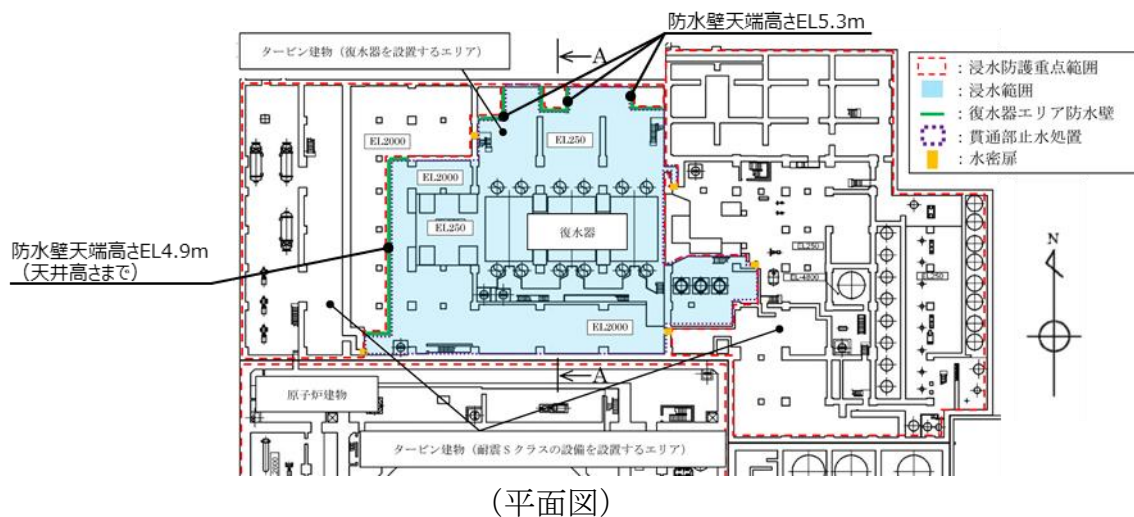 防水壁天端高さEL5.3m
タービン建物（復水器を設置するエリア）
A
：浸水防護重点範囲
：浸水範囲
：復水器エリア防水壁
：貫通部止水処置
：水密扉
EL2000
EL250
EL2000
EL250
復水器
防水壁天端高さEL4.9m
（天井高さまで）
EL250
EL250
EL2000
N
A
原子炉建物
タービン建物（耐震Ｓクラスの設備を設置するエリア）
（平面図）